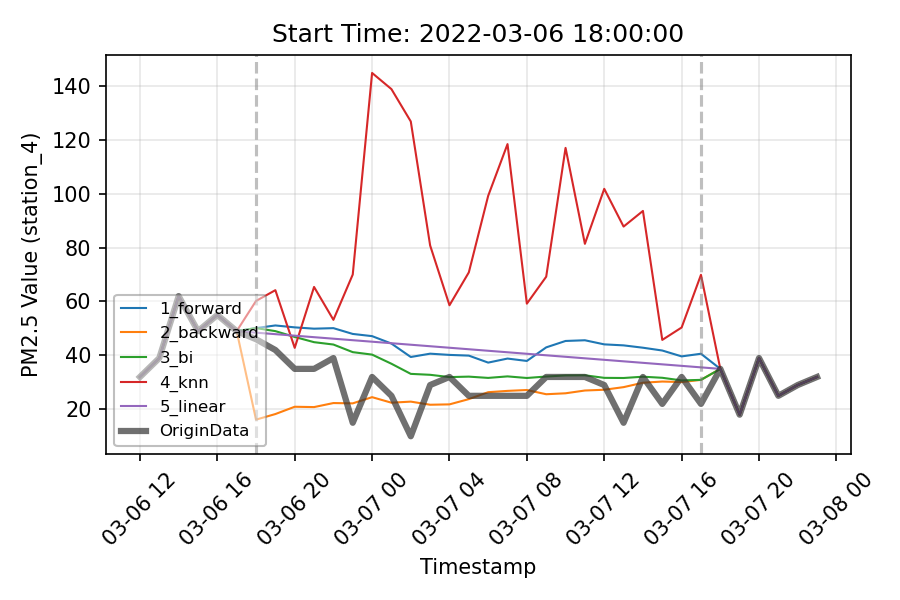 Start Time: 2022-03-06 18:00:00
PM2.5 Value (station_4)
140
120
100
80
60
40
20
1_forward
2_backward
3_bi
4_knn
5_linear
OriginData
03-06 12
03-06 16
03-06 20
03-07 00
03-07 04
03-07 08
03-07 12
03-07 16
03-07 20
03-08 00
Timestamp